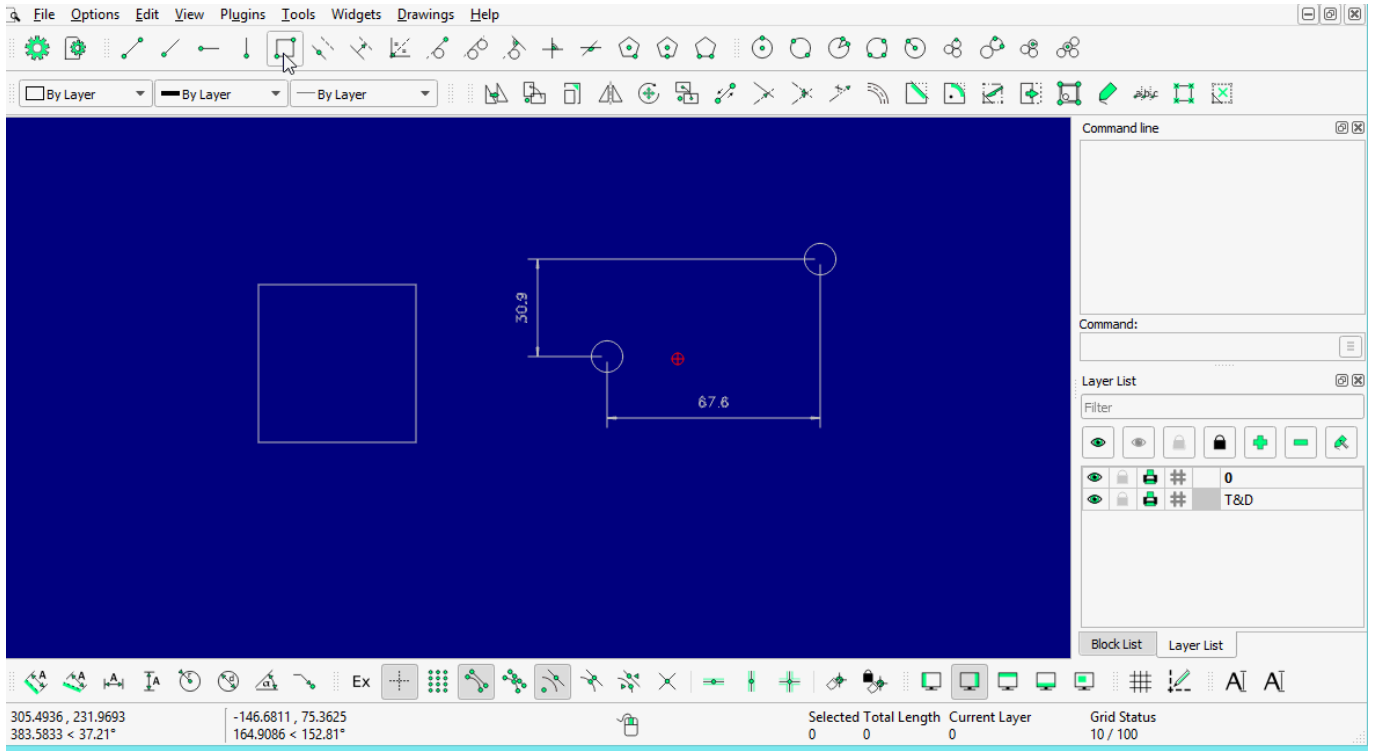 File Options Edit View Plugins Tools Widgets Drawings Help
By Layer By Layer By Layer
Command line
30.9
67.6
Command:
Layer List
Filter
0
T&D
Block List Layer List
Ex
305.4936 , 231.9693
383.5833 < 37.21°
-146.6811 , 75.3625
164.9086 < 152.81°
Selected Total Length Current Layer
0 0 0
Grid Status
10 / 100